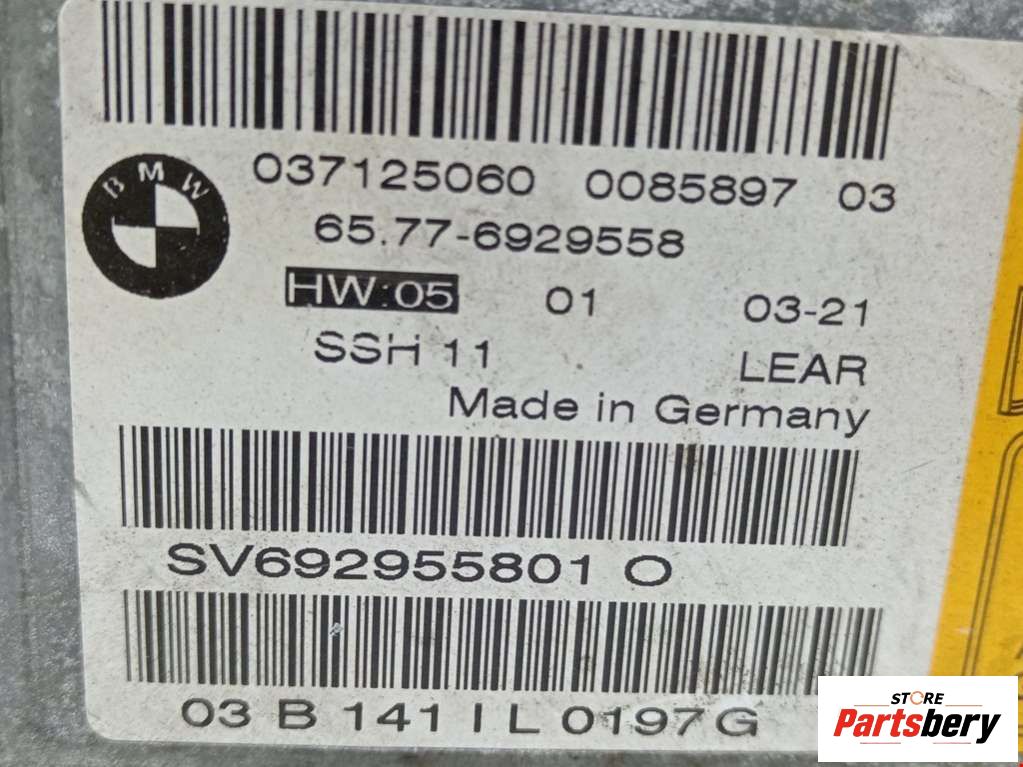 037125060 0085897 03
BMW
65.77-6929558
HW:05 01 03-21
SSH 11 LEAR
Made in Germany
SV692955801 O
03 B 141 I L 0197G
STORE
Partsbery